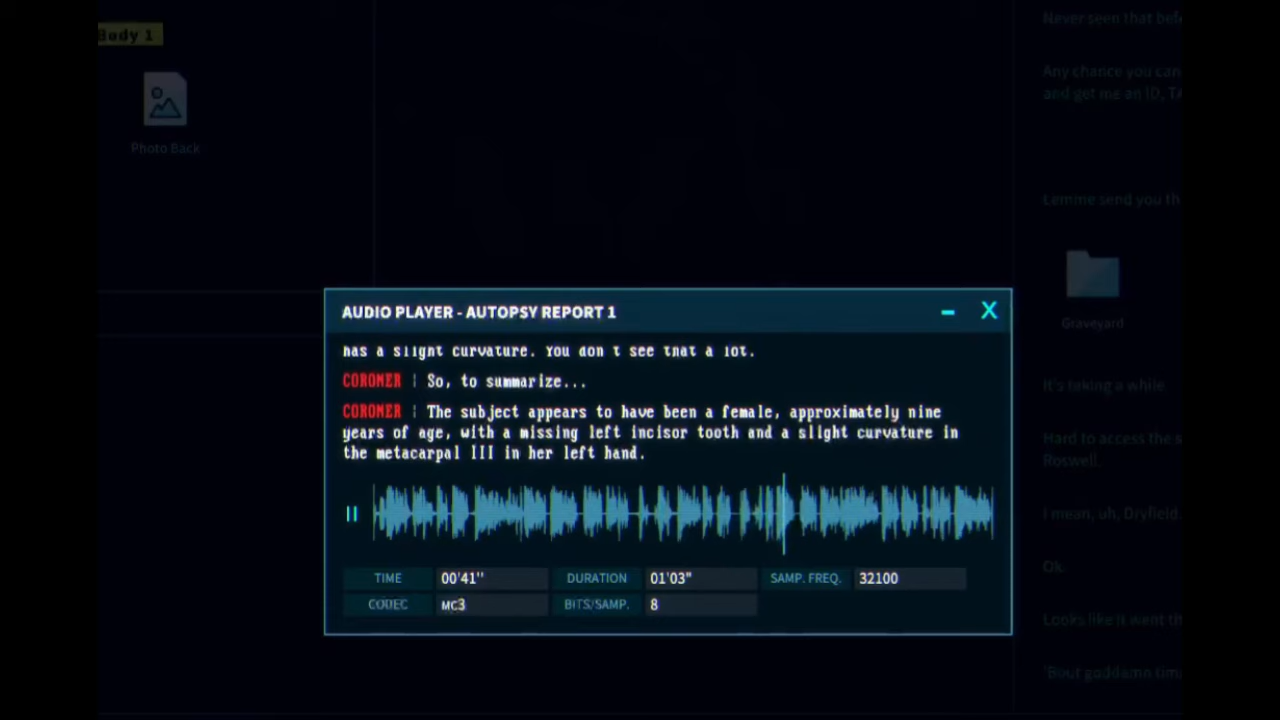 Body 1
Photo Back
Never seen that
Any chance you can
and get me an ID,
Lemme send you
Graveyard
It's taking a while
Hard to access the
Roswell.
I mean, uh, Dryfield.
Ok.
Looks like it went
'Bout goddamn
AUDIO PLAYER - AUTOPSY REPORT 1
has a slight curvature. You don't see that a lot.
CORONER | So, to summarize...
CORONER | The subject appears to have been a female, approximately nine
years of age, with a missing left incisor tooth and a slight curvature in
the metacarpal III in her left hand.
TIME 00'41'' DURATION 01'03" SAMP. FREQ. 32100
CODEC MC3 BITS/SAMP. 8